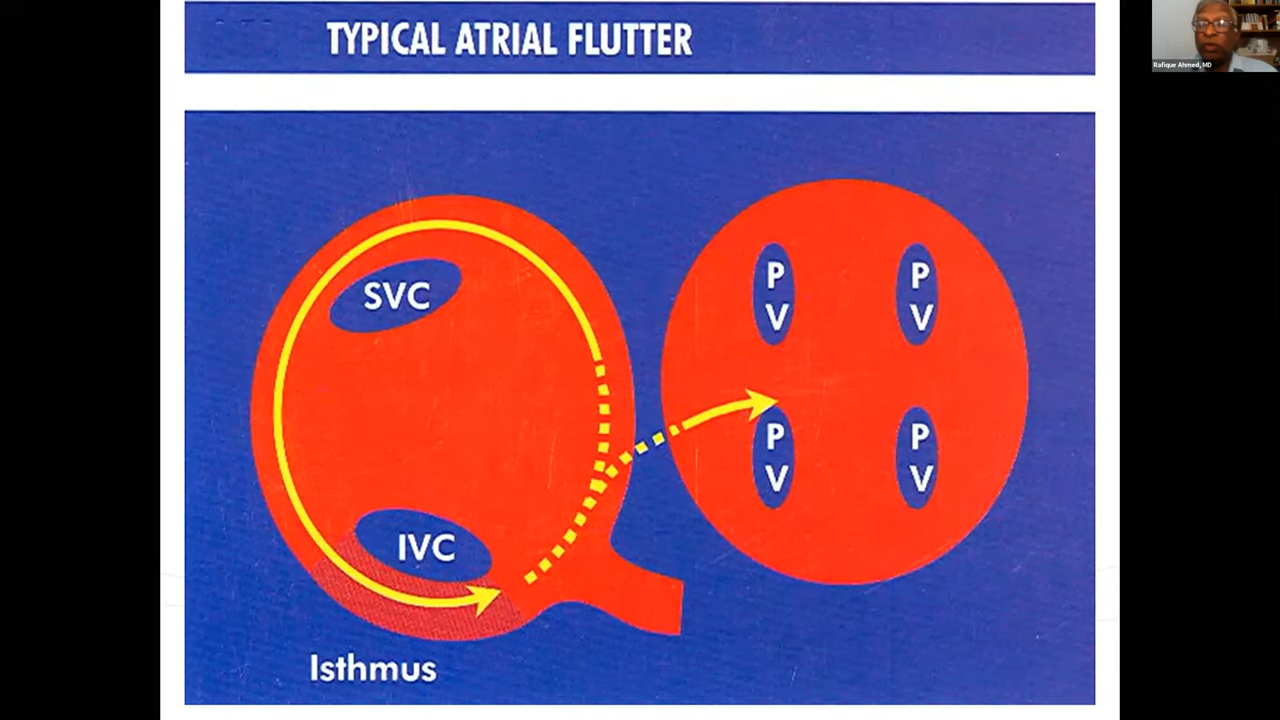 TYPICAL ATRIAL FLUTTER
Rafique Ahmed, MD
SVC
P
V
P
V
IVC
P
V
P
V
Isthmus